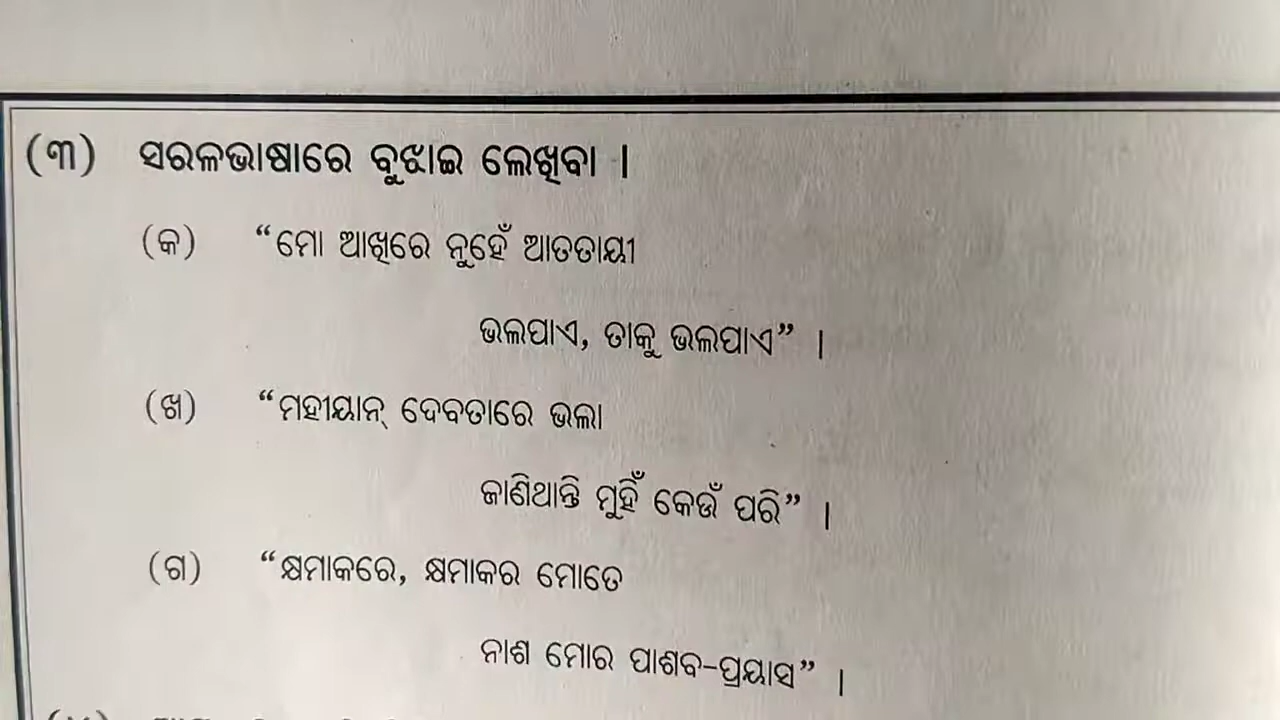 (୩) ସରଳଭାଷାରେ ବୁଝାଇ ଲେଖିବା ।
(କ) “ମୋ ଆଖିରେ ନୁହେଁ ଆତତାୟୀ
ଭଲପାଏ, ତାକୁ ଭଲପାଏ” ।
(ଖ) “ମହୀୟାନ୍ ଦେବତାରେ ଭଲା
ଜାଣିଥାନ୍ତି ମୁହିଁ କେଉଁ ପରି” ।
(ଗ) “କ୍ଷମାକରେ, କ୍ଷମାକର ମୋତେ
ନାଶ ମୋର ପାଶବ-ପ୍ରୟାସ” ।